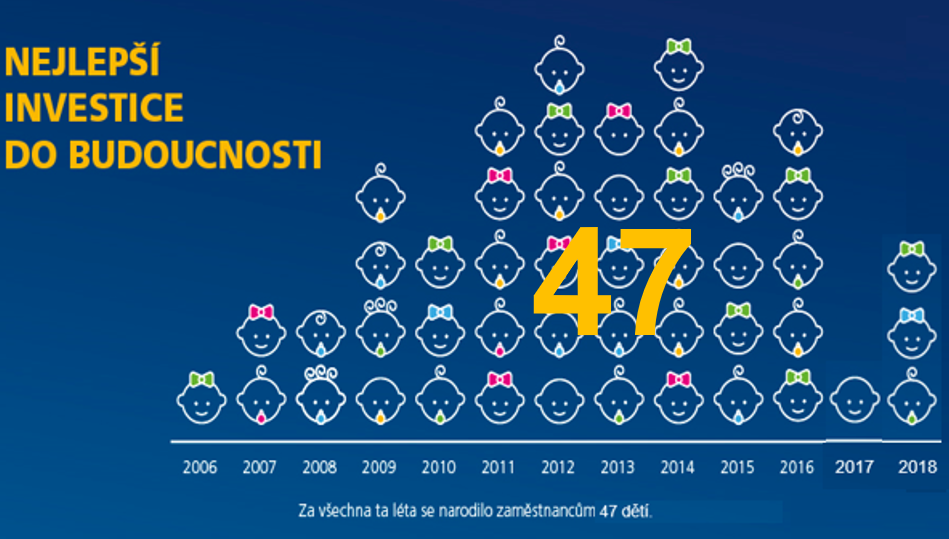 NEJLEPŠÍ
INVESTICE
DO BUDOUCNOSTI
47
2006 2007 2008 2009 2010 2011 2012 2013 2014 2015 2016 2017 2018
Za všechna ta léta se narodilo zaměstnancům 47 dětí.